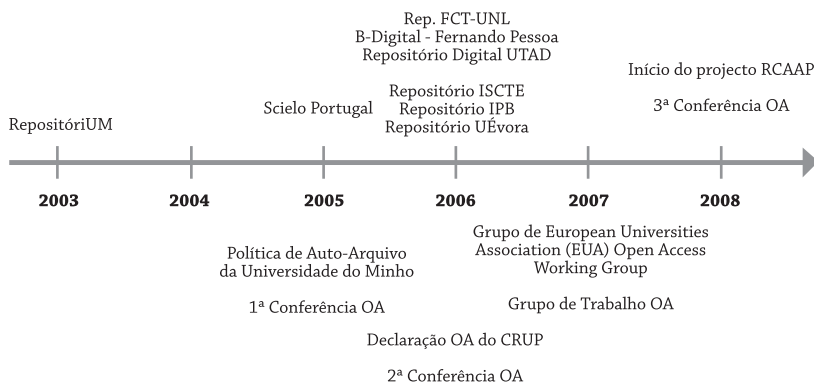 Rep. FCT-UNL
B-Digital - Fernando Pessoa
Repositório Digital UTAD
Início do projecto RCAAP
Repositório ISCTE
Scielo Portugal
Repositório IPB
3ª Conferência OA
RepositóriUM
Repositório UÉvora
2003
2004
2005
2006
2007
2008
Grupo de European Universities
Association (EUA) Open Access
Working Group
Política de Auto-Arquivo
da Universidade do Minho
1ª Conferência OA
Grupo de Trabalho OA
Declaração OA do CRUP
2ª Conferência OA